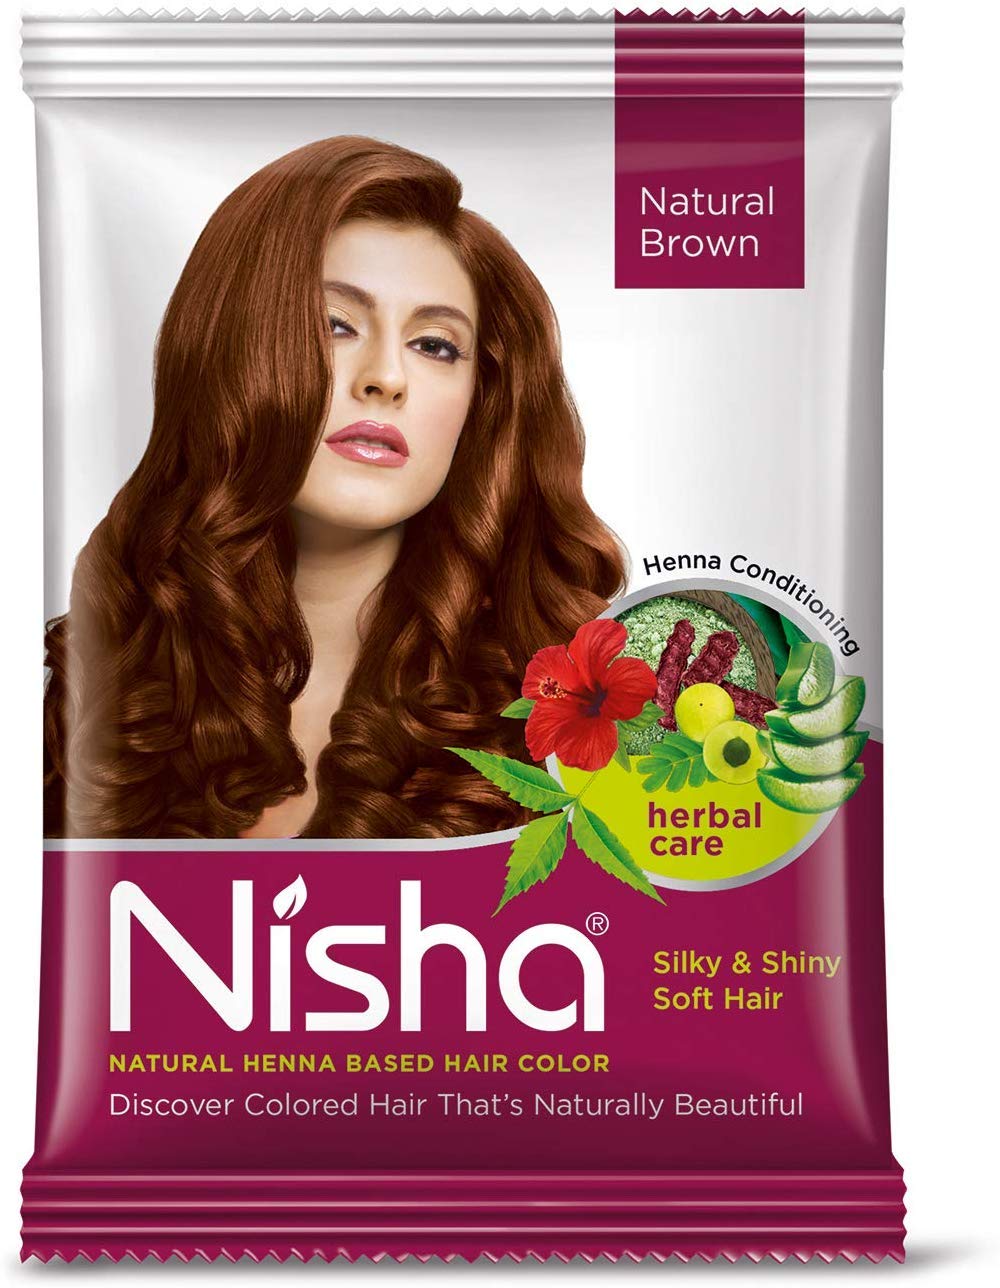 Natural
Brown
Henna Conditioning
herbal
care
Nisha®
Silky & Shiny
Soft Hair
NATURAL HENNA BASED HAIR COLOR
Discover Colored Hair That's Naturally Beautiful